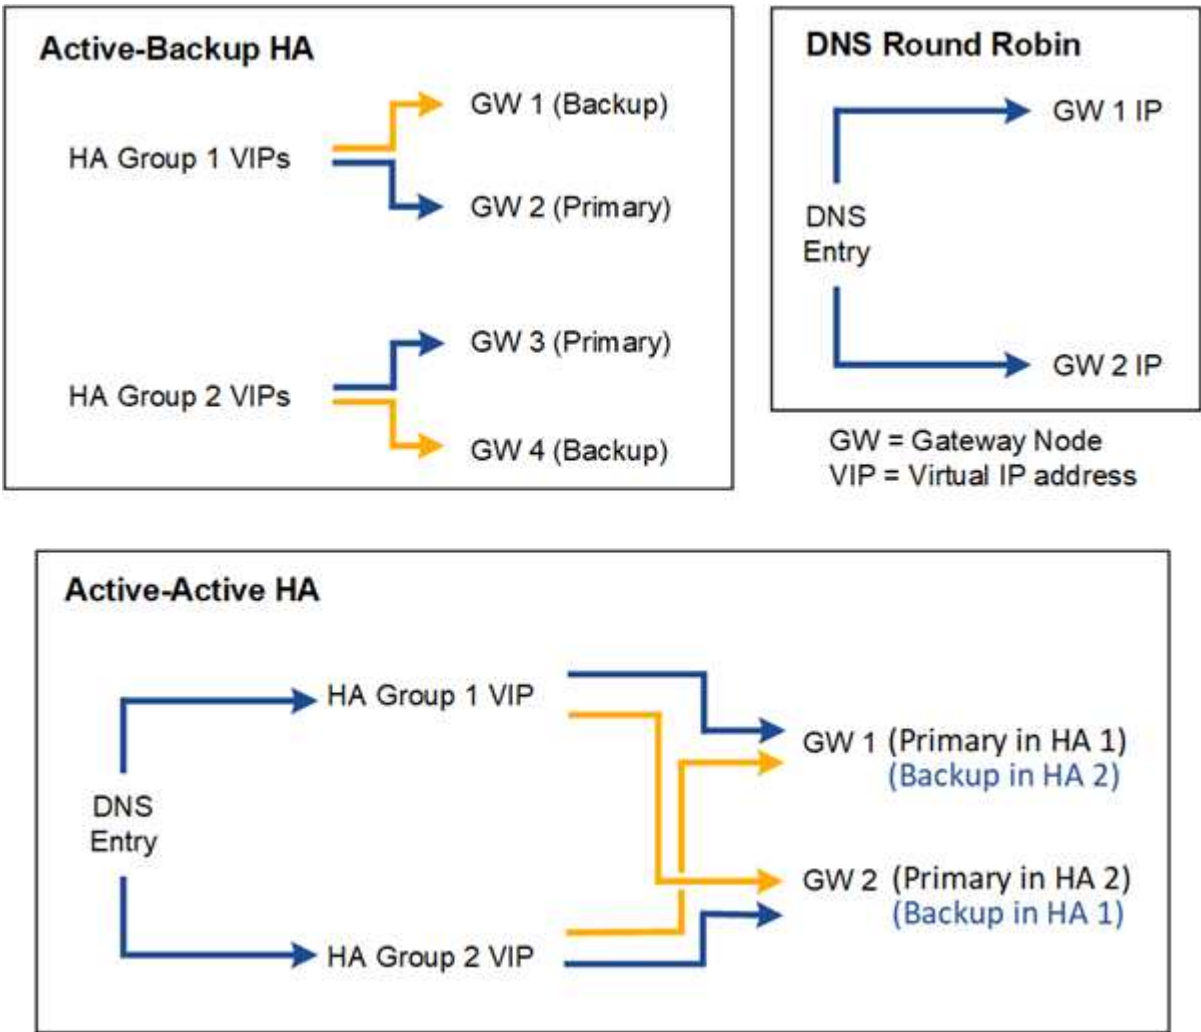 Active-Backup HA
HA Group 1 VIPs
GW 1 (Backup)
GW 2 (Primary)
HA Group 2 VIPs
GW 3 (Primary)
GW 4 (Backup)
DNS Round Robin
DNS
Entry
GW 1 IP
GW 2 IP
GW = Gateway Node
VIP = Virtual IP address
Active-Active HA
DNS
Entry
HA Group 1 VIP
HA Group 2 VIP
GW 1 (Primary in HA 1)
(Backup in HA 2)
GW 2 (Primary in HA 2)
(Backup in HA 1)